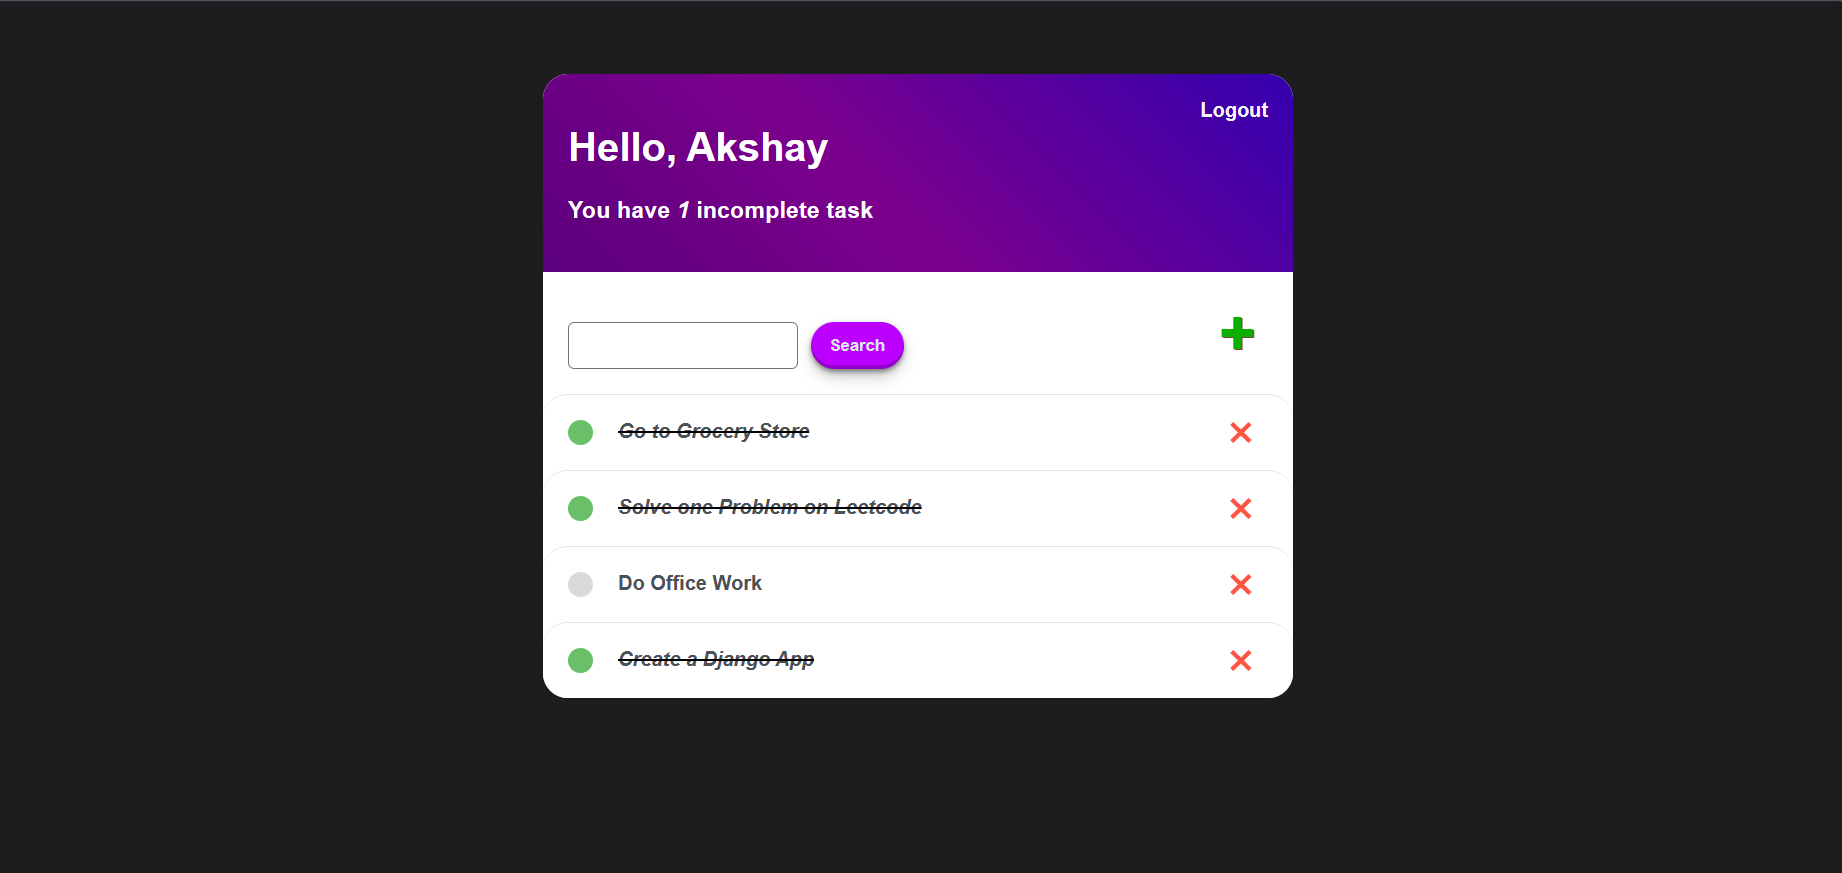 Logout
Hello, Akshay
You have 1 incomplete task
Search
Go to Grocery Store
Solve one Problem on Leetcode
Do Office Work
Create a Django App